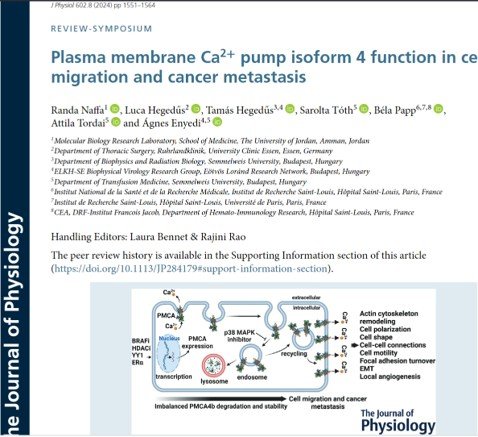 J Physiol 602.8 (2024) pp 1551–1564
REVIEW-SYMPOSIUM
Plasma membrane Ca²⁺ pump isoform 4 function in ce
migration and cancer metastasis
Randa Naffa¹, Luca Hegedűs², Tamás Hegedűs³,⁴, Sarolta Tóth⁵, Béla Papp⁶,⁷,⁸,
Attila Tordai⁵ and Ágnes Enyedi⁴,⁵
¹Molecular Biology Research Laboratory, School of Medicine, The University of Jordan, Amman, Jordan
²Department of Thoracic Surgery, Ruhrlandklinik, University Clinic Essen, Essen, Germany
³Department of Biophysics and Radiation Biology, Semmelweis University, Budapest, Hungary
⁴ELKH-SE Biophysical Virology Research Group, Eötvös Loránd Research Network, Budapest, Hungary
⁵Department of Transfusion Medicine, Semmelweis University, Budapest, Hungary
⁶Institut National de la Santé et de la Recherche Médicale, Institut de Recherche Saint-Louis, Hôpital Saint-Louis, Paris, France
⁷Institut de Recherche Saint-Louis, Hôpital Saint-Louis, Université de Paris, Paris, France
⁸CEA, DRF-Institut Francois Jacob, Department of Hemato-Immunology Research, Hôpital Saint-Louis, Paris, France
Handling Editors: Laura Bennet & Rajini Rao
The peer review history is available in the Supporting Information section of this article
(https://doi.org/10.1113/JP284179#support-information-section).
he Journal of Physiology
Ca²⁺
extracellular
intracellular
PMCA
Ca²⁺
BRAFi
HDACi
YY1
ERα
Nucleus
PMCA
expression
transcription
p38 MAPK
inhibitor
lysosome
endosome
recycling
Ca²⁺
Ca²⁺
Ca²⁺
Ca²⁺
Actin cytoskeleton
remodeling
Cell polarization
Cell shape
Cell-cell connections
Cell motility
Focal adhesion turnover
EMT
Local angiogenesis
Imbalanced PMCA4b degradation and stability
Cell migration and cancer
metastasis
The Journal of
Physiology